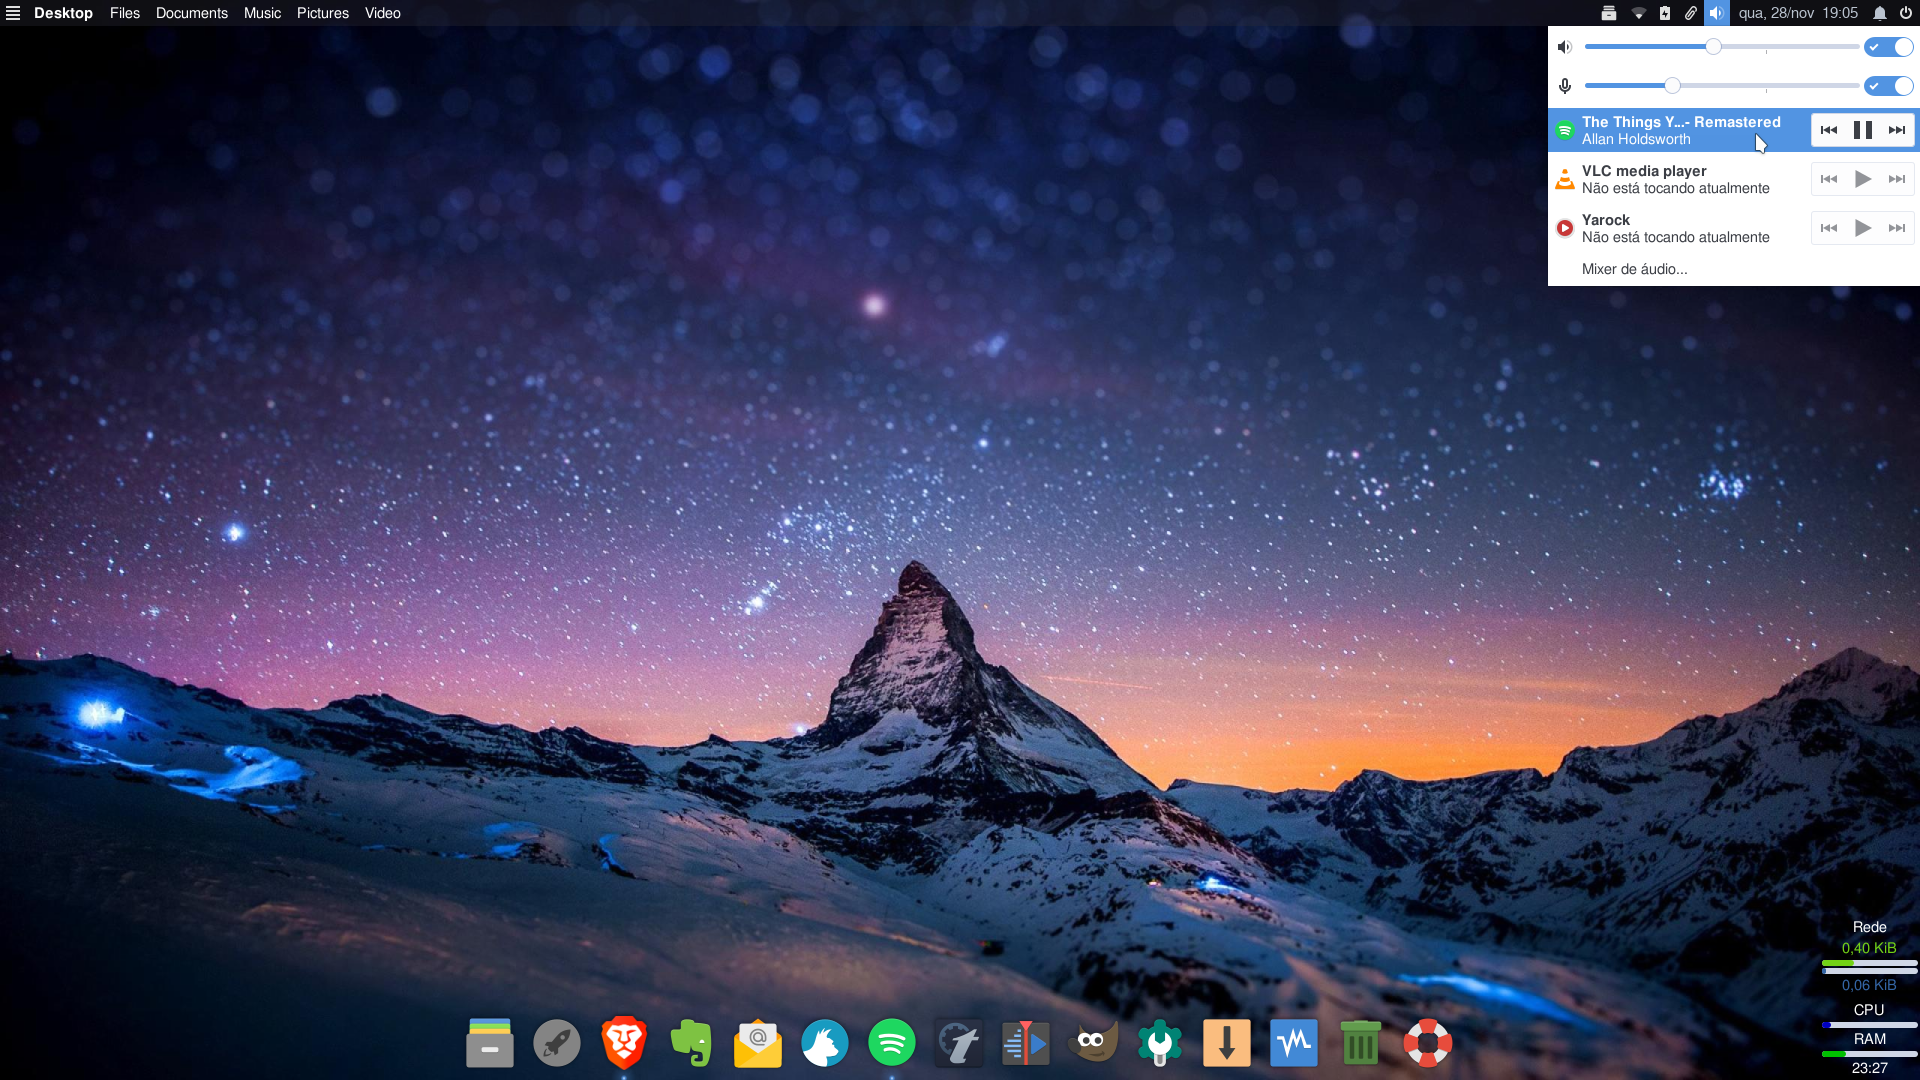 Desktop Files Documents Music Pictures Video
qua, 28/nov 19:05
The Things Y...- Remastered
Allan Holdsworth
VLC media player
Não está tocando atualmente
Yarock
Não está tocando atualmente
Mixer de áudio...
Rede
0,40 KiB
0,06 KiB
CPU
RAM
23:27